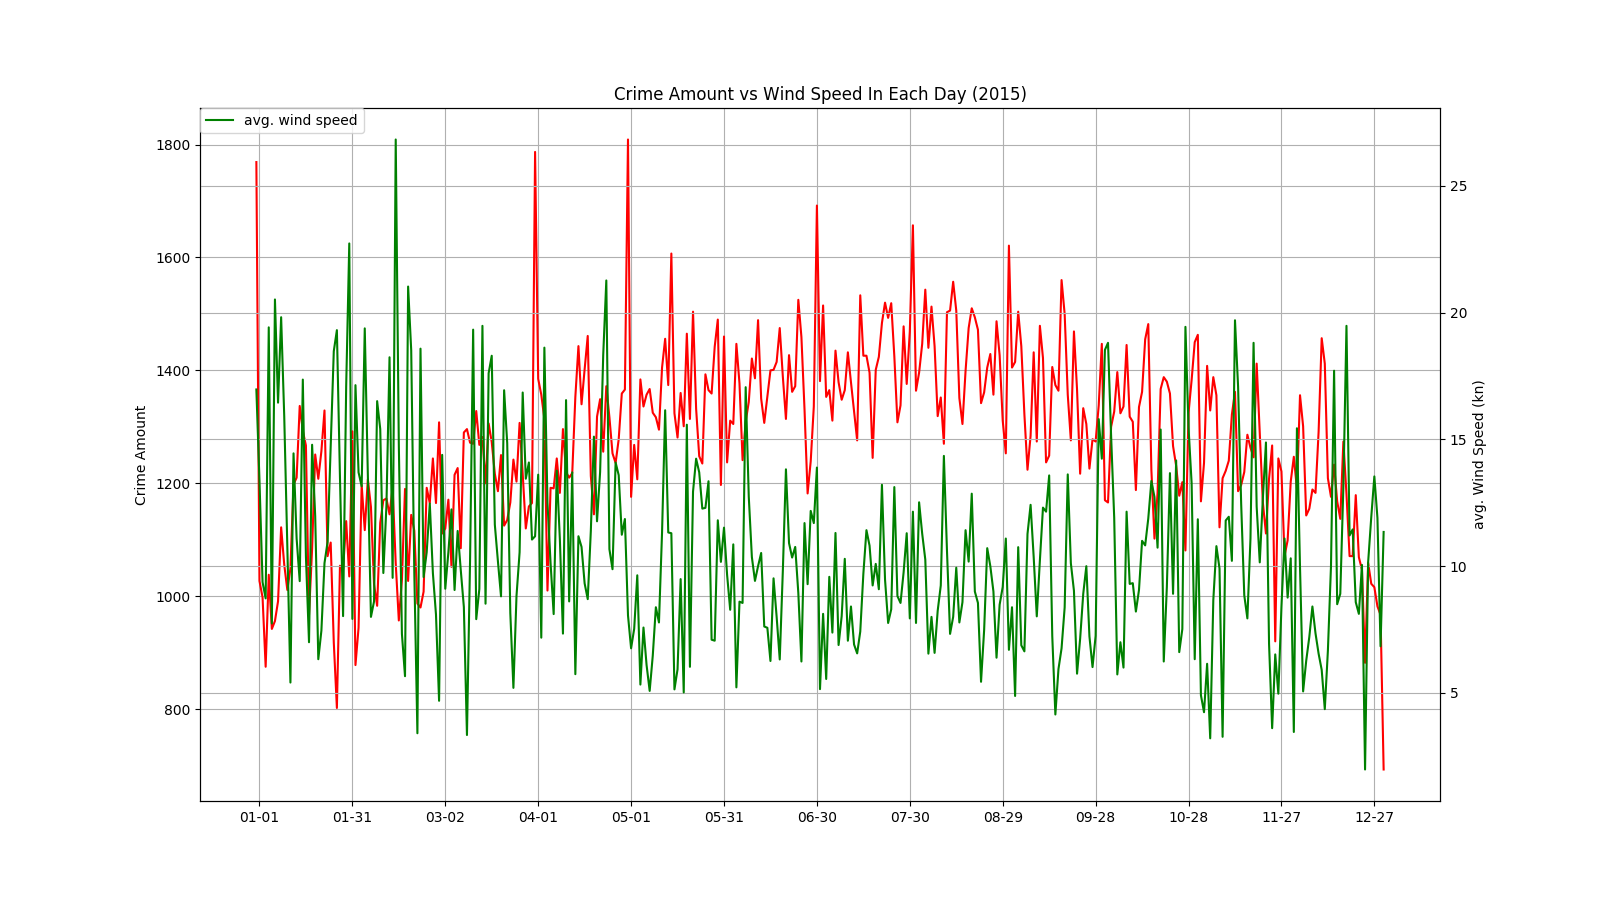 Crime Amount vs Wind Speed In Each Day (2015)
avg. wind speed
1800
1600
1400
1200
1000
800
Crime Amount
25
20
15
10
5
avg. Wind Speed (kn)
01-01 01-31 03-02 04-01 05-01 05-31 06-30 07-30 08-29 09-28 10-28 11-27 12-27